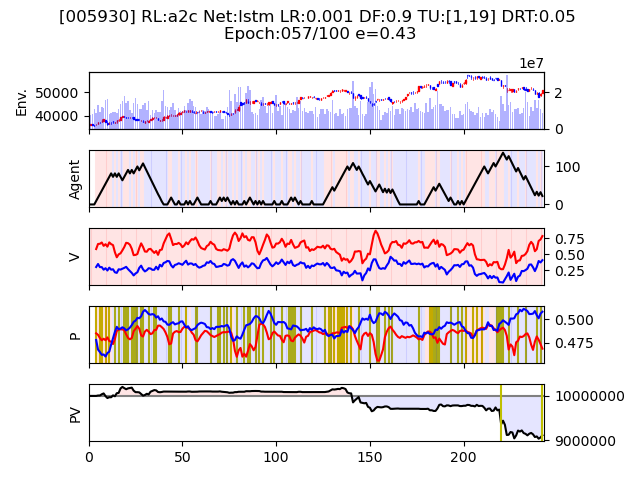 [005930] RL:a2c Net:lstm LR:0.001 DF:0.9 TU:[1,19] DRT:0.05
Epoch:057/100 e=0.43
1e7
Env.
50000
40000
2
0
Agent
100
0
V
0.75
0.50
0.25
P
0.500
0.475
PV
10000000
9000000
0 50 100 150 200